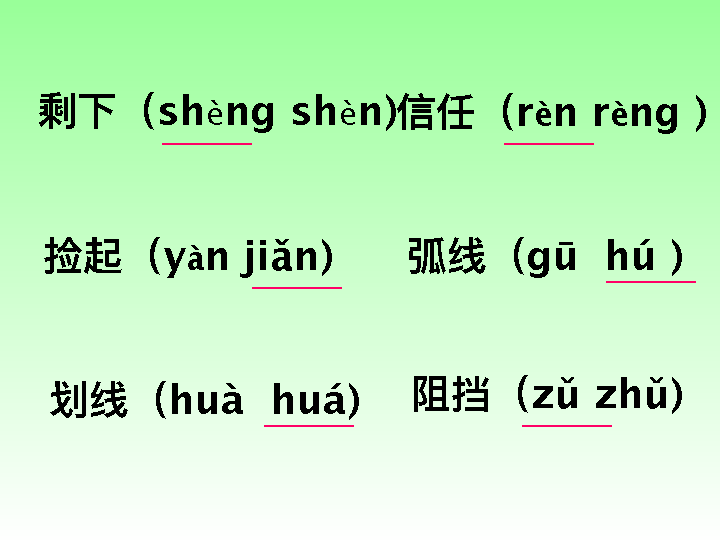 剩下（shèng shèn)信任（rèn rèng ）
捡起（yàn jiǎn） 弧线（gū hú ）
划线（huà huá） 阻挡（zǔ zhǔ）